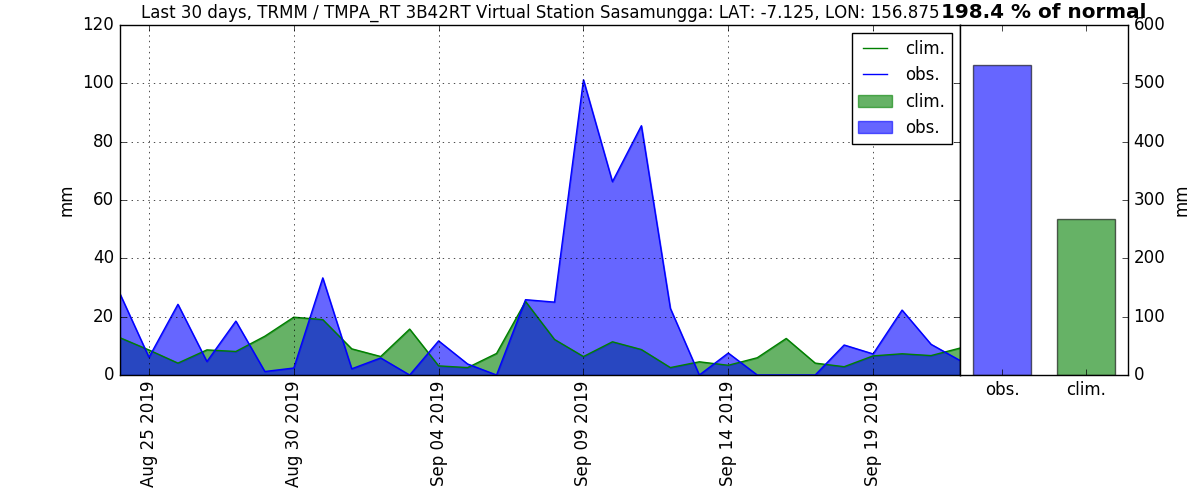 Last 30 days, TRMM / TMPA_RT 3B42RT Virtual Station Sasamungga: LAT: -7.125, LON: 156.875
198.4 % of normal
120
100
80
60
40
20
0
mm
clim.
obs.
clim.
obs.
600
500
400
300
200
100
0
mm
Aug 25 2019
Aug 30 2019
Sep 04 2019
Sep 09 2019
Sep 14 2019
Sep 19 2019
obs.
clim.